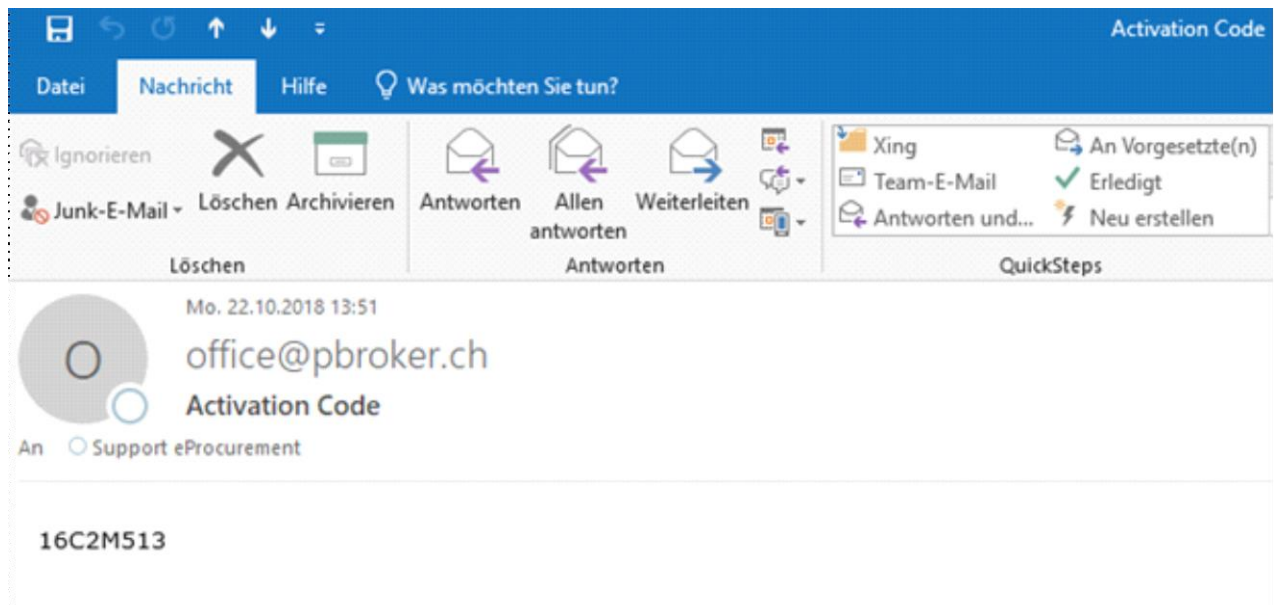 Activation Code
Datei Nachricht Hilfe Was möchten Sie tun?
Ignorieren
Junk-E-Mail
Löschen Archivieren
Antworten Allen antworten Weiterleiten
Xing An Vorgesetzte(n)
Team-E-Mail Erledigt
Antworten und... Neu erstellen
Löschen Antworten QuickSteps
Mo. 22.10.2018 13:51
O office@pbroker.ch
Activation Code
An Support eProcurement
16C2M513